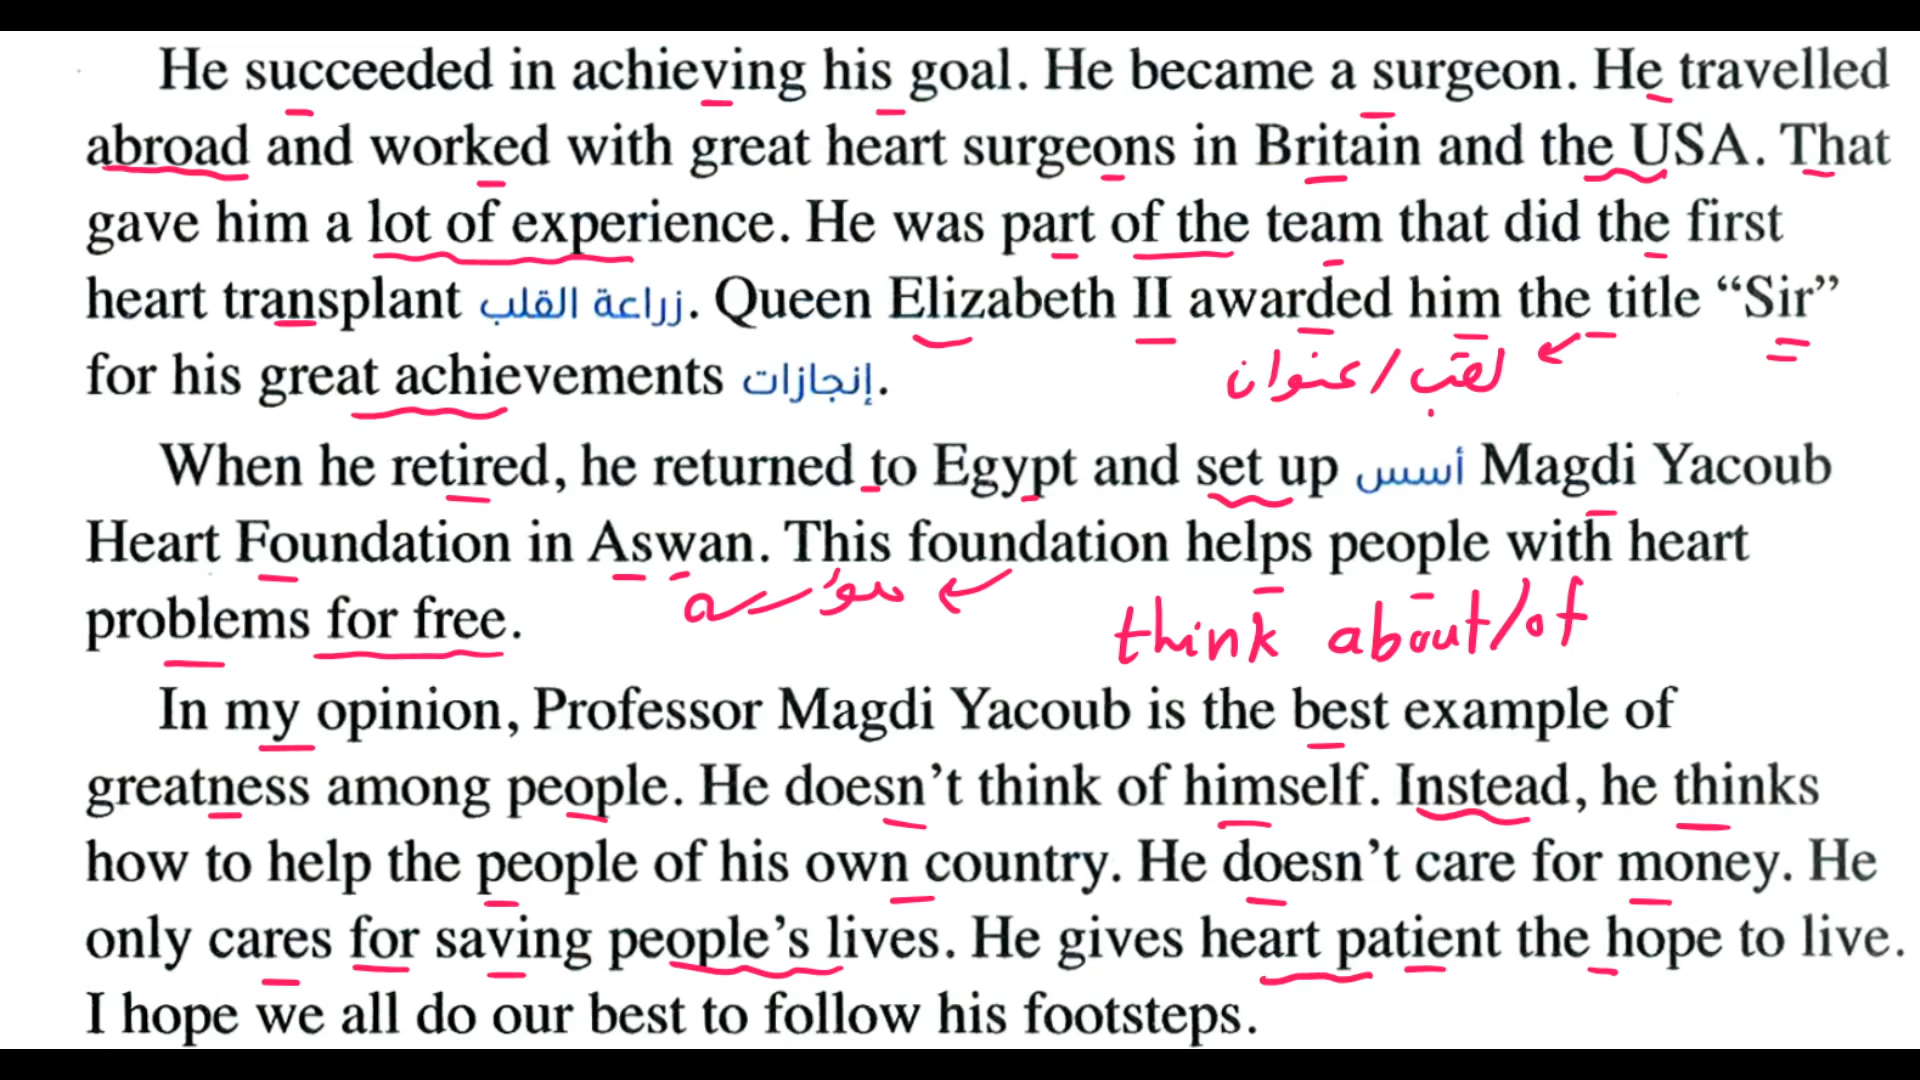 He succeeded in achieving his goal. He became a surgeon. He travelled
abroad and worked with great heart surgeons in Britain and the USA. That
gave him a lot of experience. He was part of the team that did the first
heart transplant زراعة القلب. Queen Elizabeth II awarded him the title “Sir”
for his great achievements إنجازات.
لقب / عنوان
When he retired, he returned to Egypt and set up أسس Magdi Yacoub
Heart Foundation in Aswan. This foundation helps people with heart
problems for free.
think about/of
In my opinion, Professor Magdi Yacoub is the best example of
greatness among people. He doesn’t think of himself. Instead, he thinks
how to help the people of his own country. He doesn’t care for money. He
only cares for saving people’s lives. He gives heart patient the hope to live.
I hope we all do our best to follow his footsteps.